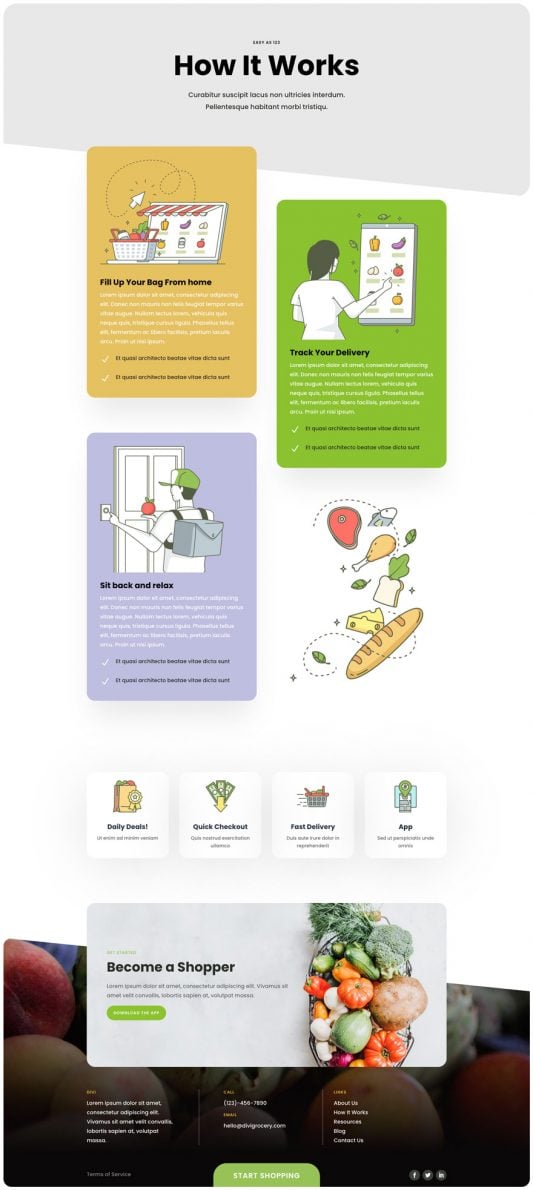 EASY AS 123
How It Works
Curabitur suscipit lacus non ultricies interdum.
Pellentesque habitant morbi tristiqu.
Fill Up Your Bag From home
Lorem ipsum dolor sit amet, consectetur adipiscing
elit. Donec non mauris non felis feugiat dapibus
vitae augue. Nullam lectus lorem, vehicula quis
neque quis, tristique cursus ligula. Phasellus tellus
elit, fermentum ac libero facilisis, pretium iaculis
arcu. Proin ut nisi ipsum.
Et quasi architecto beatae vitae dicta sunt
Et quasi architecto beatae vitae dicta sunt
Track Your Delivery
Lorem ipsum dolor sit amet, consectetur adipiscing
elit. Donec non mauris non felis feugiat dapibus
vitae augue. Nullam lectus lorem, vehicula quis
neque quis, tristique cursus ligula. Phasellus tellus
elit, fermentum ac libero facilisis, pretium iaculis
arcu. Proin ut nisi ipsum.
Et quasi architecto beatae vitae dicta sunt
Et quasi architecto beatae vitae dicta sunt
Sit back and relax
Lorem ipsum dolor sit amet, consectetur adipiscing
elit. Donec non mauris non felis feugiat dapibus
vitae augue. Nullam lectus lorem, vehicula quis
neque quis, tristique cursus ligula. Phasellus tellus
elit, fermentum ac libero facilisis, pretium iaculis
arcu. Proin ut nisi ipsum.
Et quasi architecto beatae vitae dicta sunt
Et quasi architecto beatae vitae dicta sunt
Daily Deals!
Ut enim ad minim veniam
Quick Checkout
Quis nostrud exercitation
ullamco
Fast Delivery
Duis aute irure dolor in
reprehenderit
App
Sed ut perspiciatis unde
omnis
GET STARTED
Become a Shopper
Lorem ipsum dolor sit amet, consectetur adipiscing elit. Vivamus sit
amet velit convallis, lobortis sapien at, volutpat massa.
DOWNLOAD THE APP
DIVI
Lorem ipsum dolor sit amet,
consectetur adipiscing elit.
Vivamus sit amet velit convallis,
lobortis sapien at, volutpat
massa.
CALL
(123)-456-7890
EMAIL
hello@divigrocery.com
LINKS
About Us
How It Works
Resources
Blog
Contact Us
Terms of Service
START SHOPPING